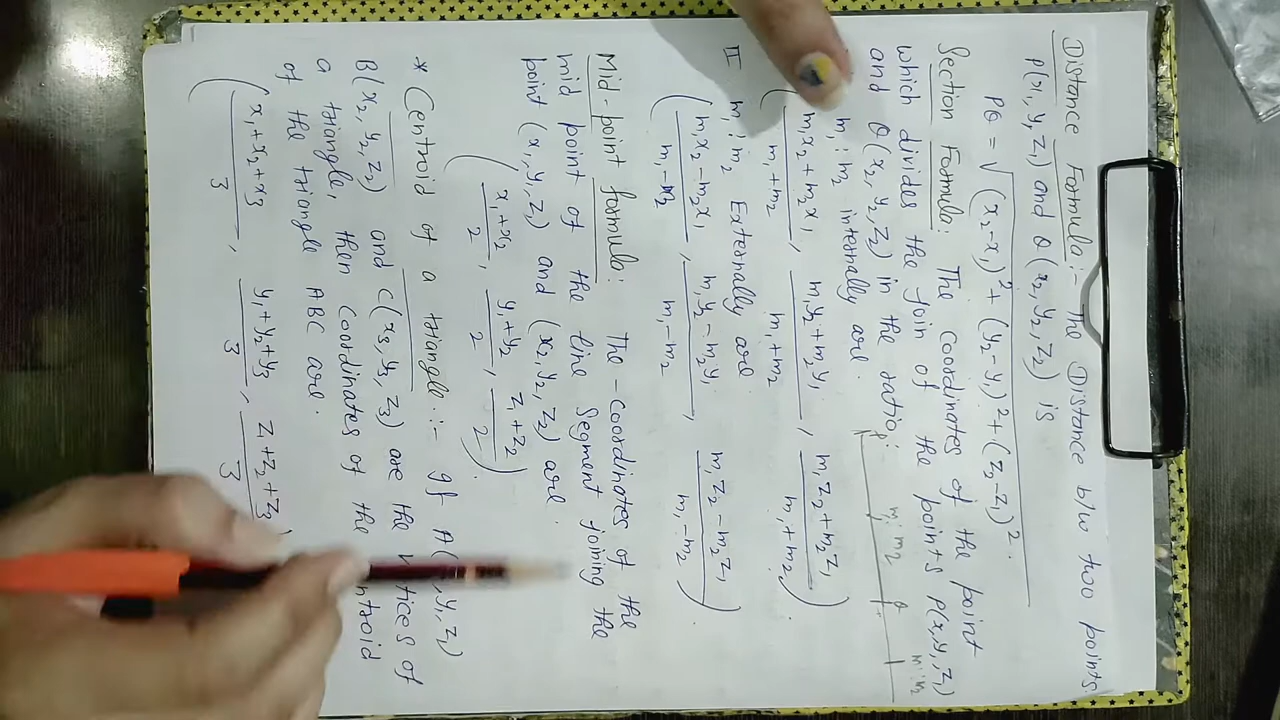 Distance Formula:- The Distance b/w two points
P(x₁, y₁, z₁) and Q(x₂, y₂, z₂) is
PQ = √(x₂-x₁)² + (y₂-y₁)² + (z₂-z₁)².
Section Formula: The coordinates of the point
which divides the join of the points P(x₁, y₁, z₁)
and Q(x₂, y₂, z₂) in the ratio:
m₁:m₂
m₁:m₂ internally are.
(m₁x₂+m₂x₁/m₁+m₂, m₁y₂+m₂y₁/m₁+m₂, m₁z₂+m₂z₁/m₁+m₂)
II m₁:m₂ Externally are.
(m₁x₂-m₂x₁/m₁-m₂, m₁y₂-m₂y₁/m₁-m₂, m₁z₂-m₂z₁/m₁-m₂)
Mid-point formula: The -coordinates of the
mid point of the line Segment joining the
point (x₁, y₁, z₁) and (x₂, y₂, z₂) are.
(x₁+x₂/2, y₁+y₂/2, z₁+z₂/2).
* Centroid of a triangle:- If A( y₁, z₁)
B(x₂, y₂, z₂) and C(x₃, y₃, z₃) are the of
a triangle, then coordinates of the
of the triangle ABC are.
(x₁+x₂+x₃/3, y₁+y₂+y₃/3, z₁+z₂+z₃/3)